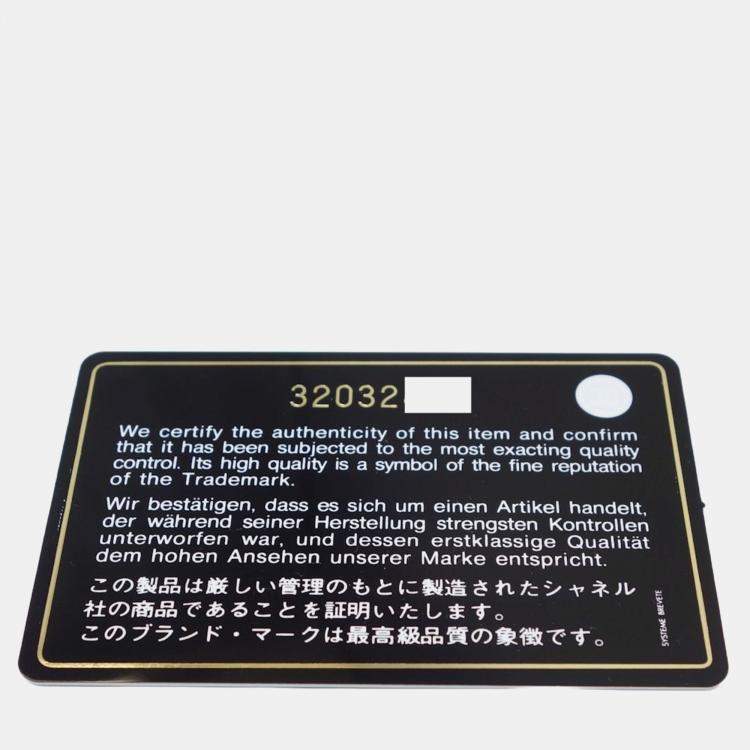 32032
We certify the authenticity of this item and confirm
that it has been subjected to the most exacting quality
control. Its high quality is a symbol of the fine reputation
of the Trademark.
Wir bestätigen, dass es sich um einen Artikel handelt,
der während seiner Herstellung strengsten Kontrollen
unterworfen war, und dessen erstklassige Qualität
dem hohen Ansehen unserer Marke entspricht.
この製品は厳しい管理のもとに製造されたシャネル
社の商品であることを証明いたします。
このブランド・マークは最高級品質の象徴です。
SYSTEME BREVETE